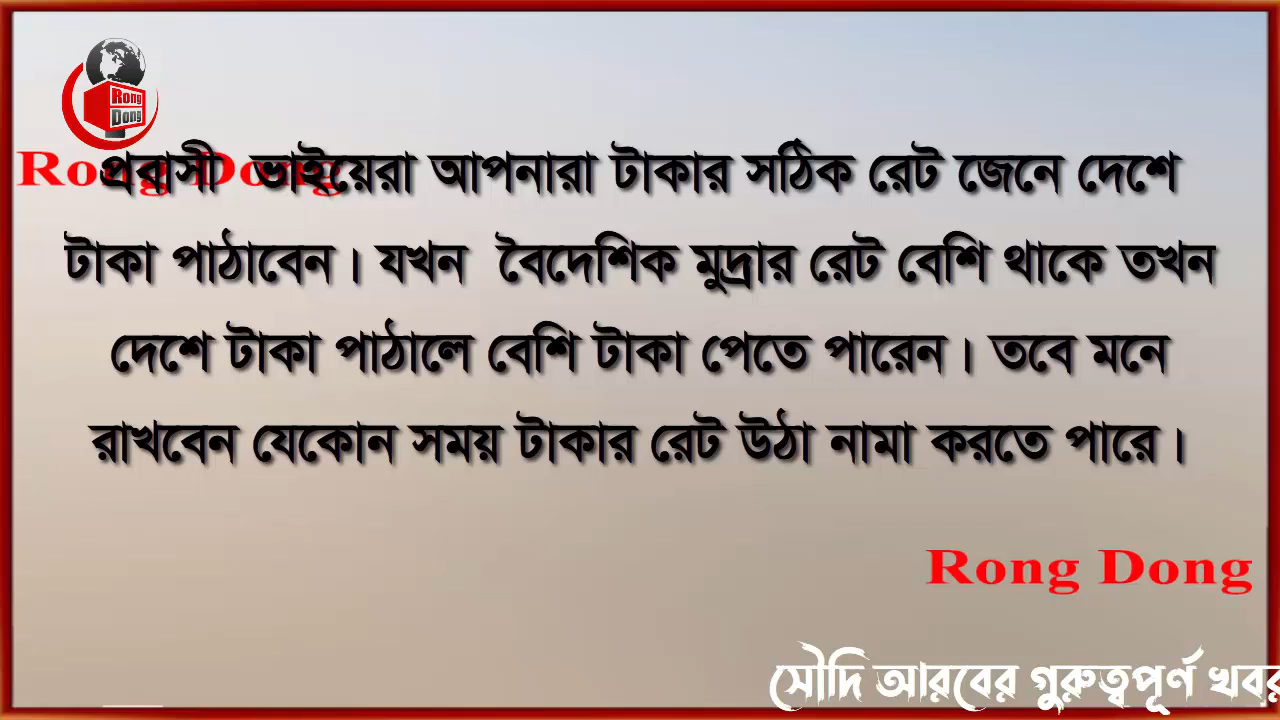 Rong
Dong
Rong Dong
প্রবাসী ভাইয়েরা আপনারা টাকার সঠিক রেট জেনে দেশে
টাকা পাঠাবেন। যখন বৈদেশিক মুদ্রার রেট বেশি থাকে তখন
দেশে টাকা পাঠালে বেশি টাকা পেতে পারেন। তবে মনে
রাখবেন যেকোন সময় টাকার রেট উঠা নামা করতে পারে।
Rong Dong
সৌদি আরবের গুরুত্বপূর্ণ খবর